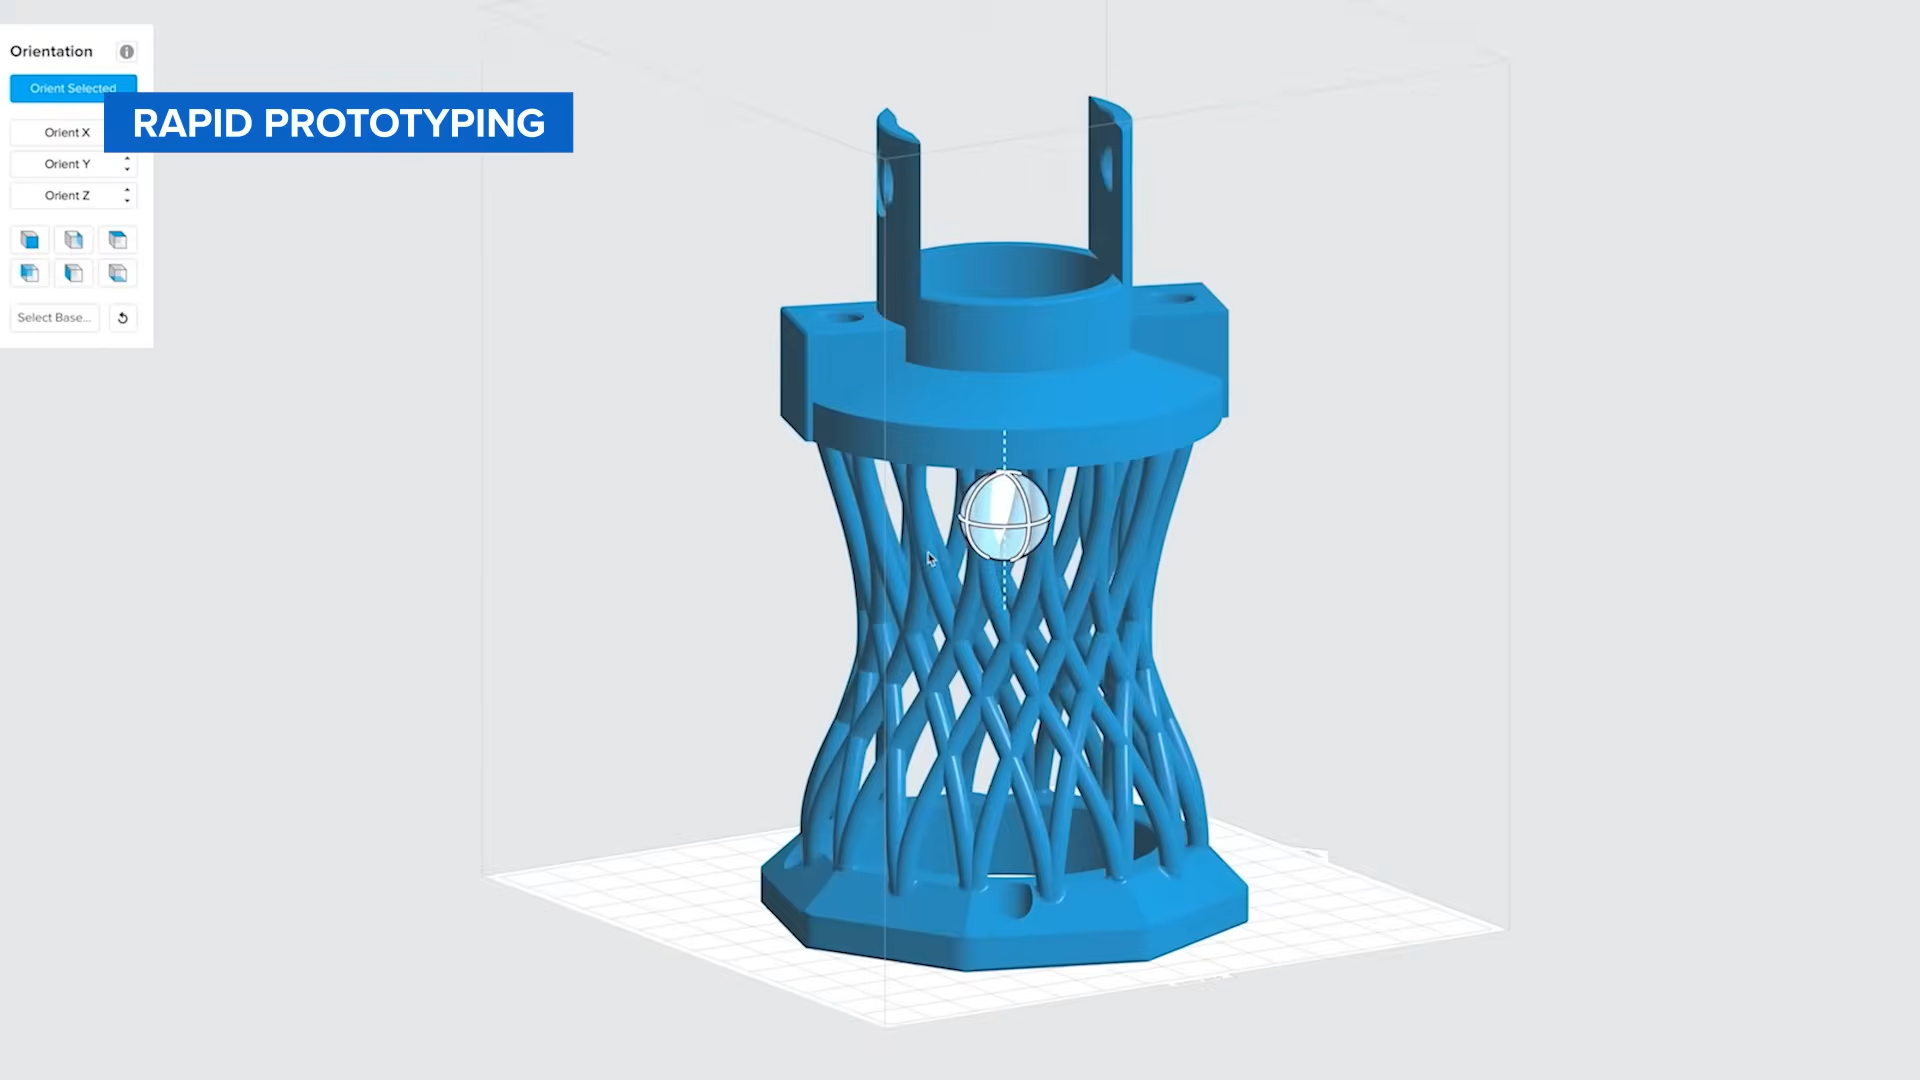 Orientation
Orient Selected
RAPID PROTOTYPING
Orient X
Orient Y
Orient Z
Select Base...